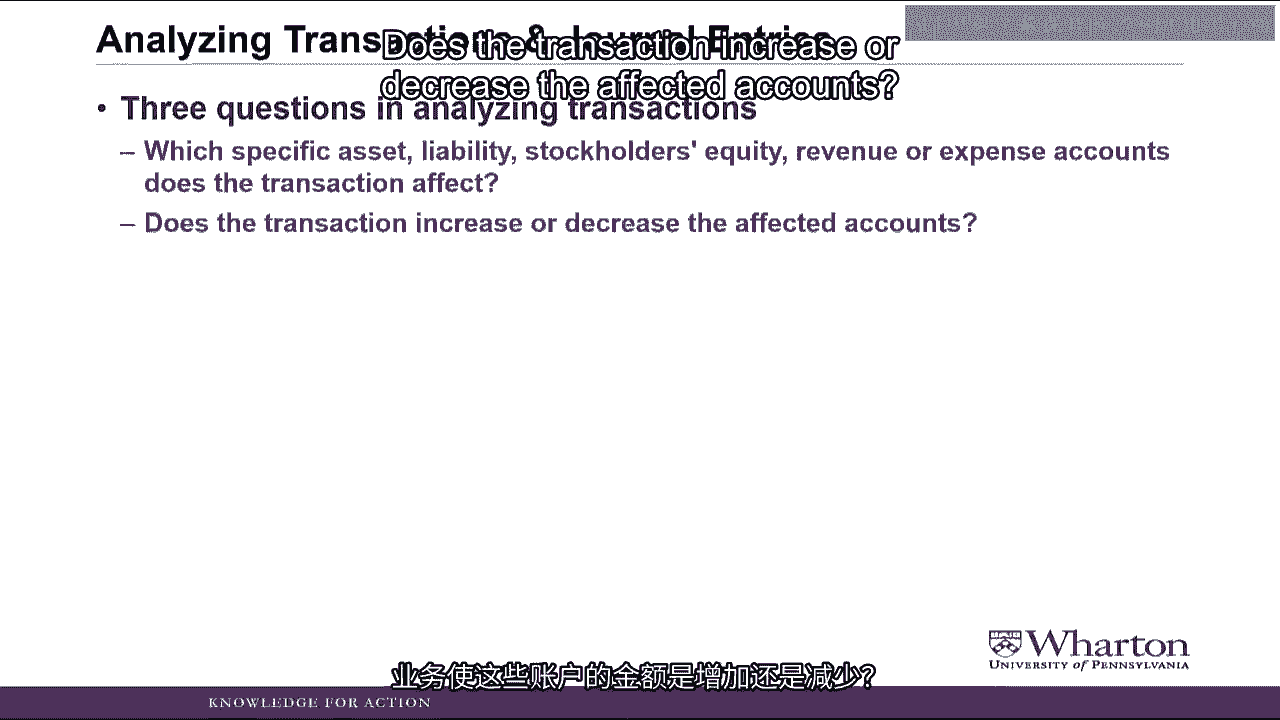 Analyzing Transactions & Journal Entries
Does the transaction increase or
decrease the affected accounts?
• Three questions in analyzing transactions
– Which specific asset, liability, stockholders' equity, revenue or expense accounts
does the transaction affect?
– Does the transaction increase or decrease the affected accounts?
Wharton
UNIVERSITY of PENNSYLVANIA
业务使这些账户的金额是增加还是减少?
KNOWLEDGE FOR ACTION